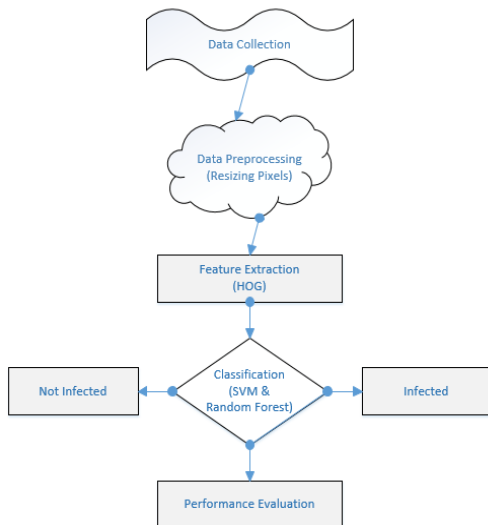 Data Collection
Data Preprocessing
(Resizing Pixels)
Feature Extraction
(HOG)
Classification
(SVM &
Random Forest)
Not Infected
Infected
Performance Evaluation